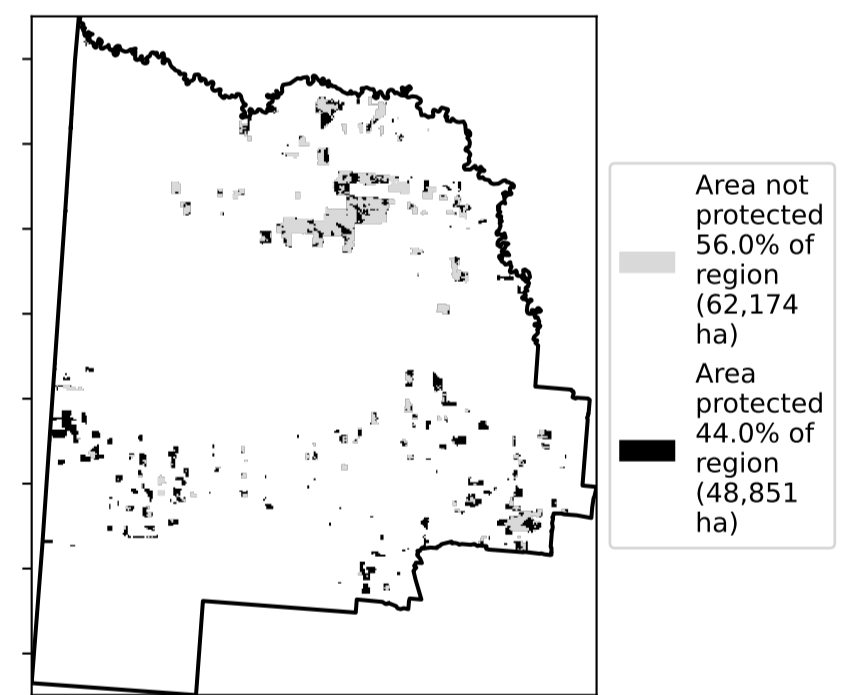 Area not
protected
56.0% of
region
(62,174
ha)
Area
protected
44.0% of
region
(48,851
ha)